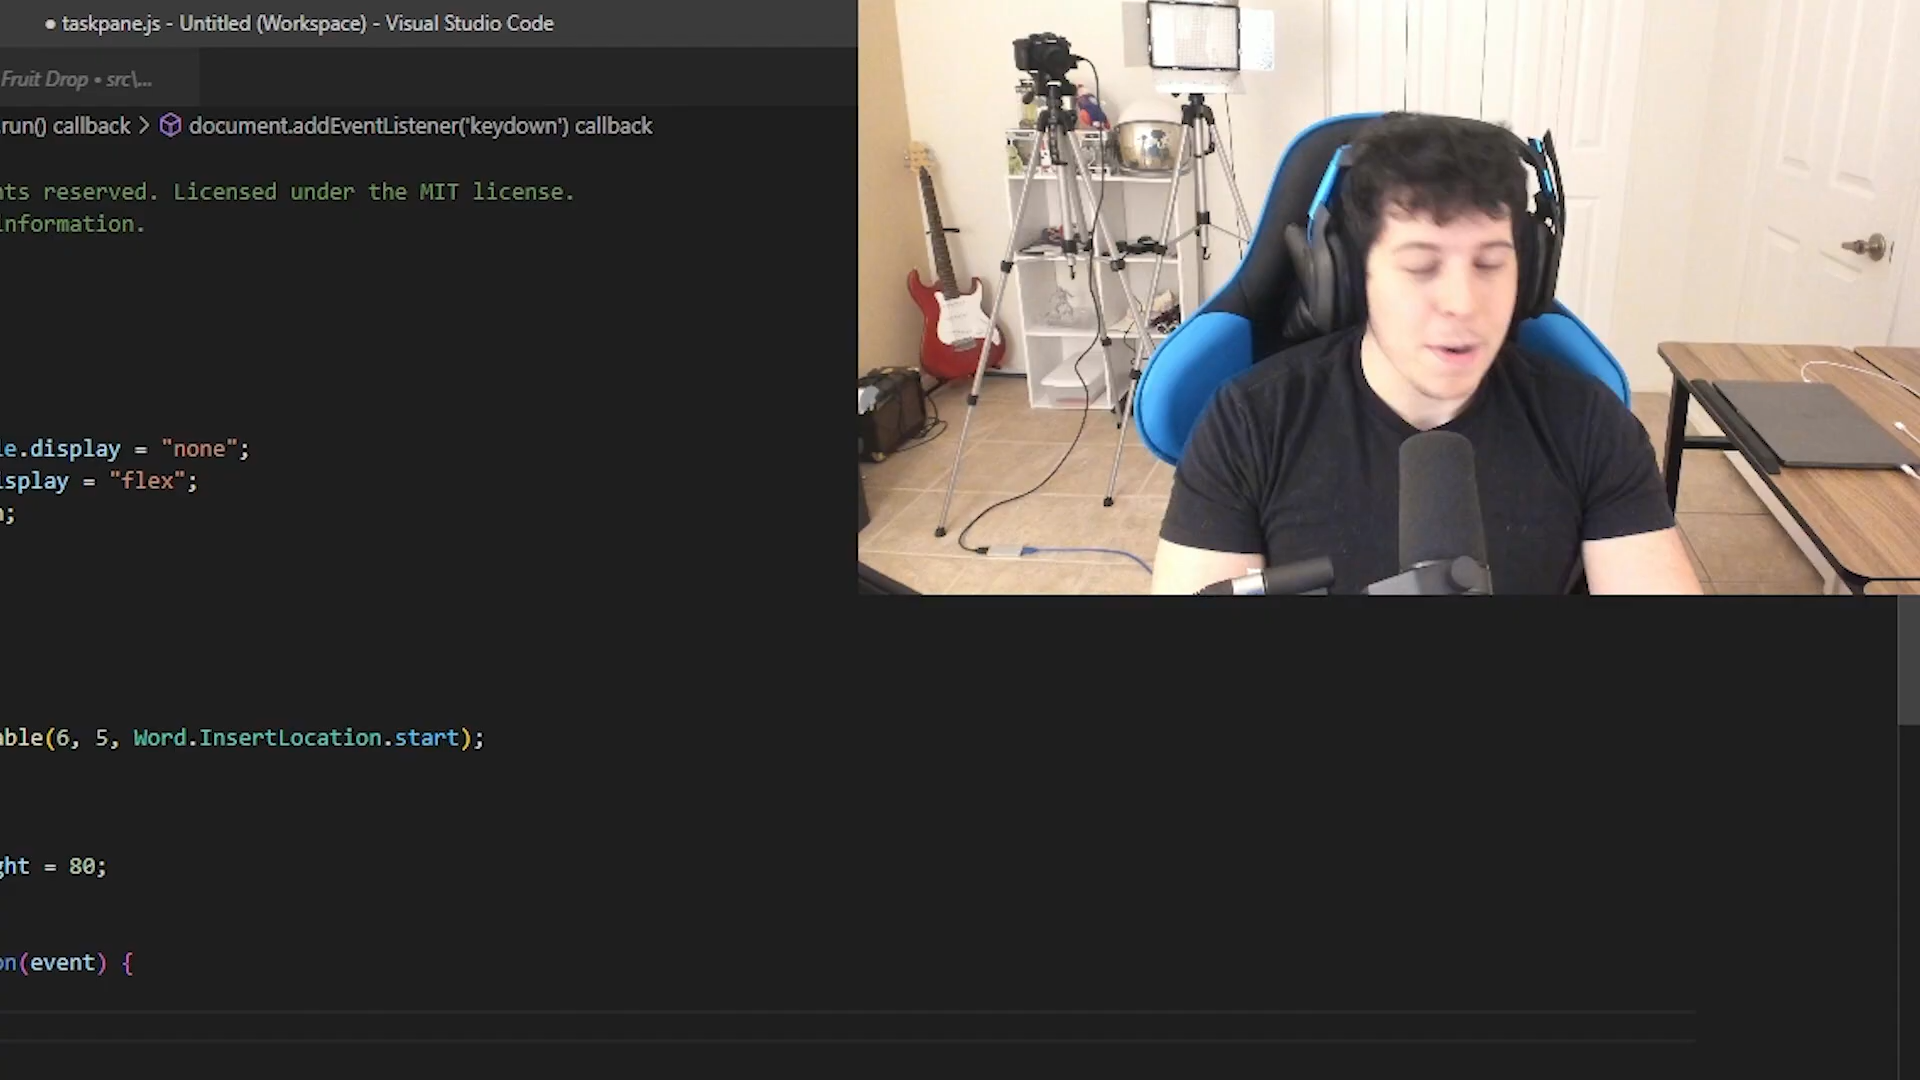 ● taskpane.js - Untitled (Workspace) - Visual Studio Code
Fruit Drop • src\...
run() callback > document.addEventListener('keydown') callback
nts reserved. Licensed under the MIT license.
information.
le.display = "none";
isplay = "flex";
n;
able(6, 5, Word.InsertLocation.start);
ght = 80;
on(event) {